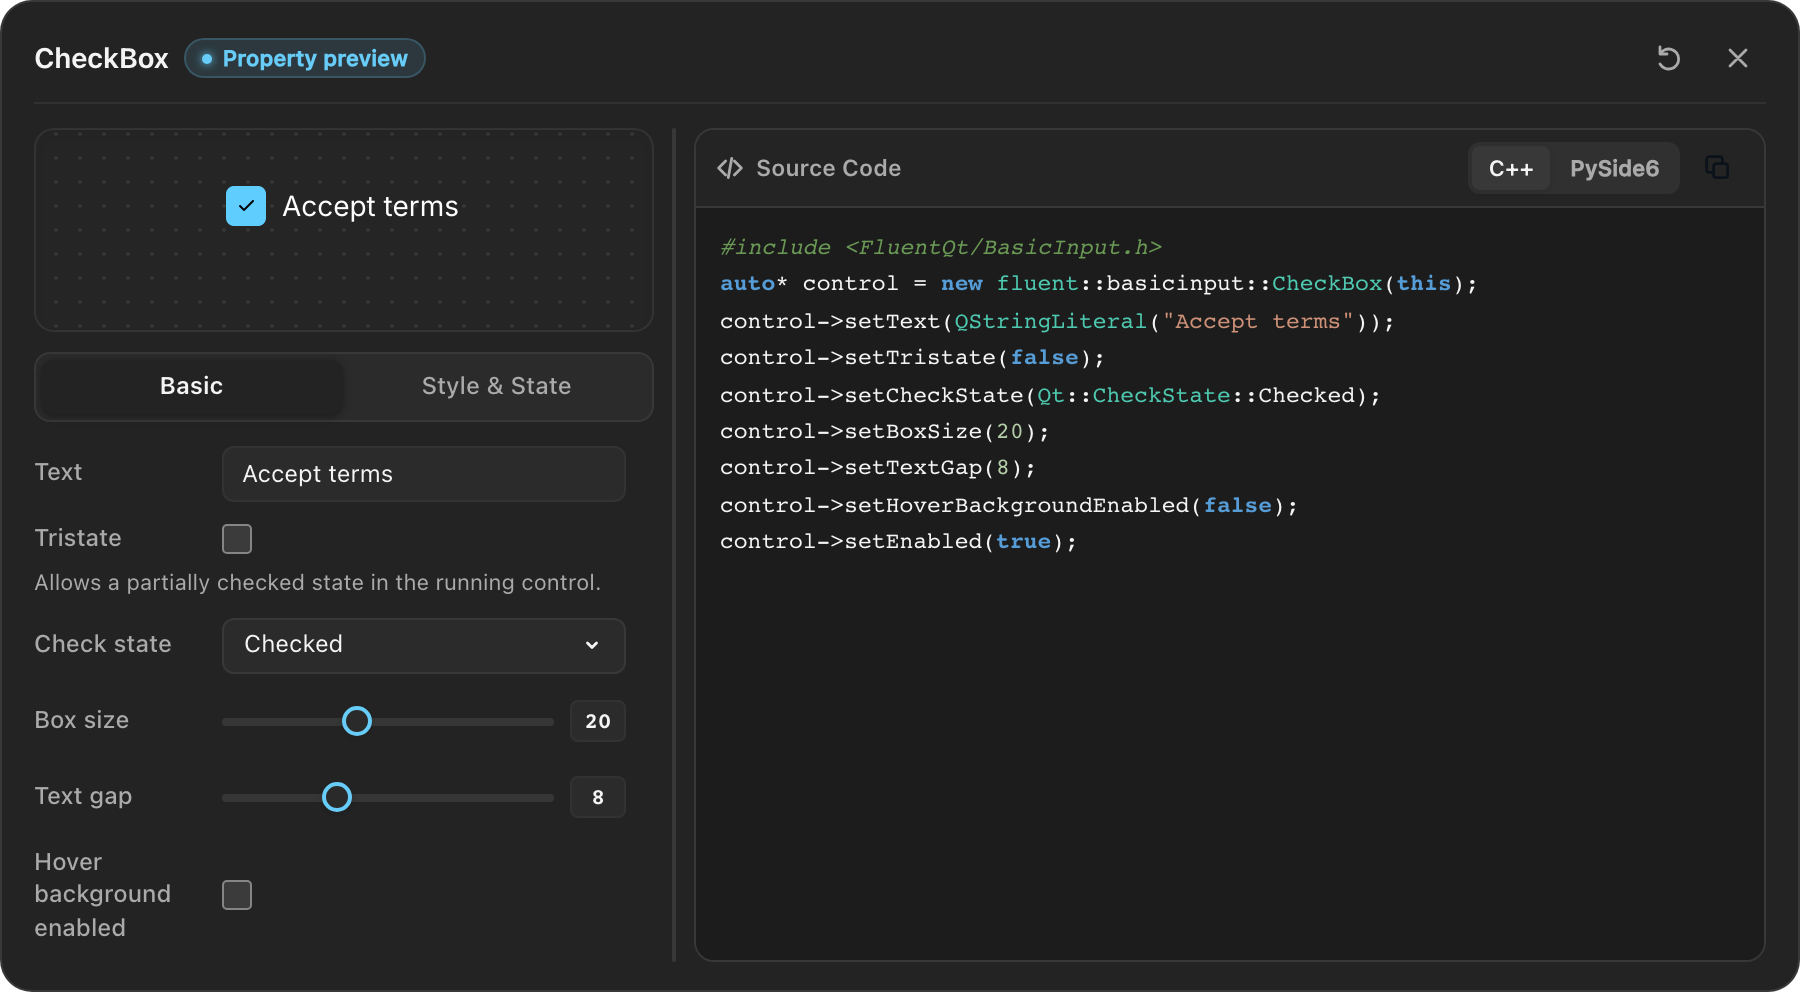 CheckBox
Property preview
Accept terms
Basic
Style & State
Text
Accept terms
Tristate
Allows a partially checked state in the running control.
Check state
Checked
Box size
20
Text gap
8
Hover
background
enabled
Source Code
C++
PySide6
#include <FluentQt/BasicInput.h>
auto* control = new fluent::basicinput::CheckBox(this);
control->setText(QStringLiteral("Accept terms"));
control->setTristate(false);
control->setCheckState(Qt::CheckState::Checked);
control->setBoxSize(20);
control->setTextGap(8);
control->setHoverBackgroundEnabled(false);
control->setEnabled(true);